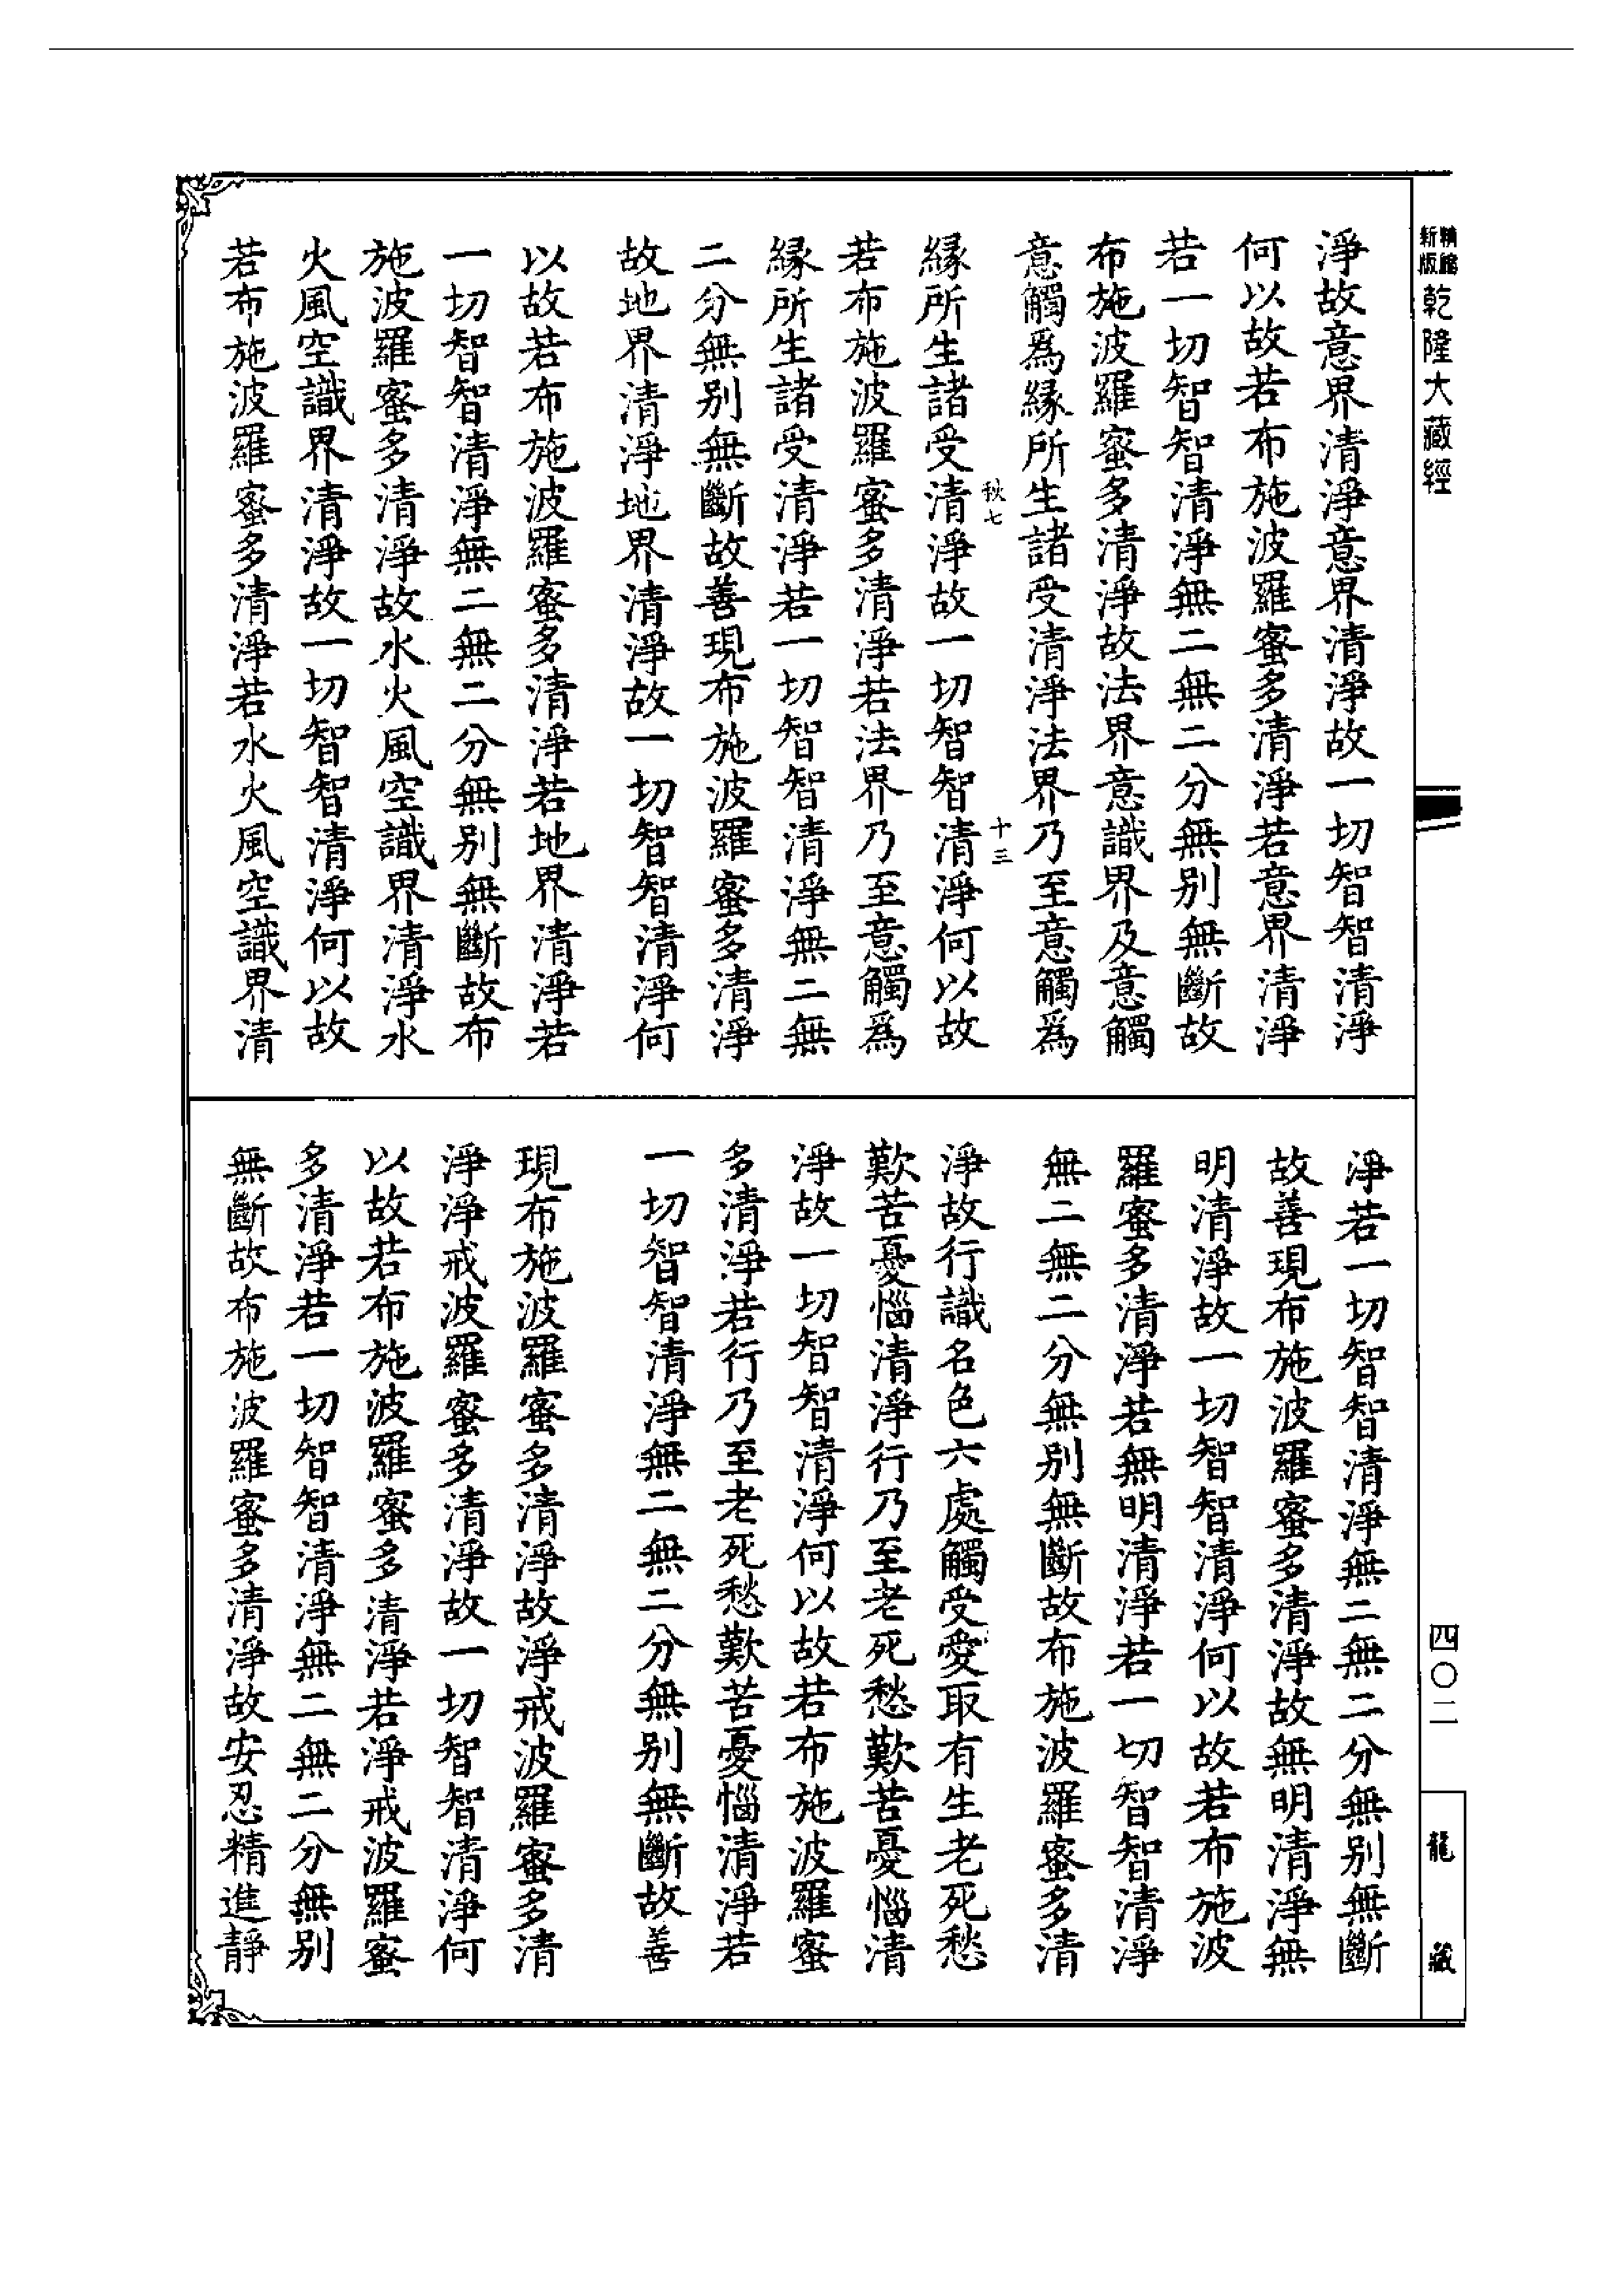 新版
乾隆大藏經
淨故意界清淨意界清淨故一切智智清淨
何以故若布施波羅蜜多清淨若意界清淨
若一切智智清淨無二無二分無別無斷故
布施波羅蜜多清淨故法界意識界及意觸
意觸爲緣所生諸受清淨法界乃至意觸爲
秋七
十三
緣所生諸受清淨故一切智智清淨何以故
若布施波羅蜜多清淨若法界乃至意觸爲
緣所生諸受清淨若一切智智清淨無二無
二分無別無斷故善現布施波羅蜜多清淨
故地界清淨地界清淨故一切智智清淨何
以故若布施波羅蜜多清淨若地界清淨若
一切智智清淨無二無二分無別無斷故布
施波羅蜜多清淨故水火風空識界清淨水
火風空識界清淨故一切智智清淨何以故
若布施波羅蜜多清淨若水火風空識界清
淨若一切智智清淨無二無二分無別無斷
故善現布施波羅蜜多清淨故無明清淨無
明清淨故一切智智清淨何以故若布施波
羅蜜多清淨若無明清淨若一切智智清淨
無二無二分無別無斷故布施波羅蜜多清
淨故行識名色六處觸受愛取有生老死愁
歎苦憂惱清淨行乃至老死愁歎苦憂惱清
淨故一切智智清淨何以故若布施波羅蜜
多清淨若行乃至老死愁歎苦憂惱清淨若
一切智智清淨無二無二分無別無斷故善
現布施波羅蜜多清淨故淨戒波羅蜜多清
淨淨戒波羅蜜多清淨故一切智智清淨何
以故若布施波羅蜜多清淨若淨戒波羅蜜
多清淨若一切智智清淨無二無二分無別
無斷故布施波羅蜜多清淨故安忍精進靜
四〇二
龍藏